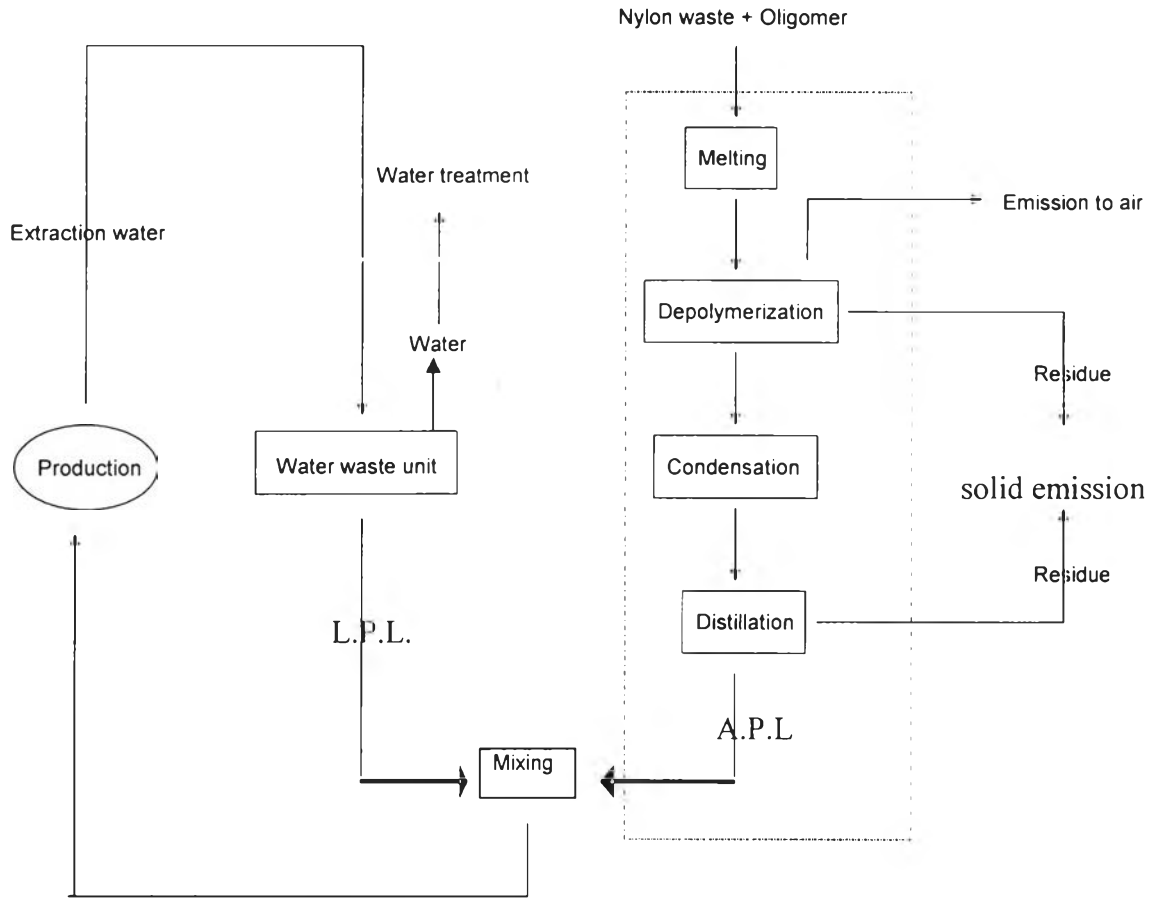 Nylon waste + Oligomer
Melting
Water treatment
Emission to air
Extraction water
Depolymerization
Water
Residue
Production
Water waste unit
Condensation
solid emission
Residue
Distillation
L.P.L.
A.P.L
Mixing